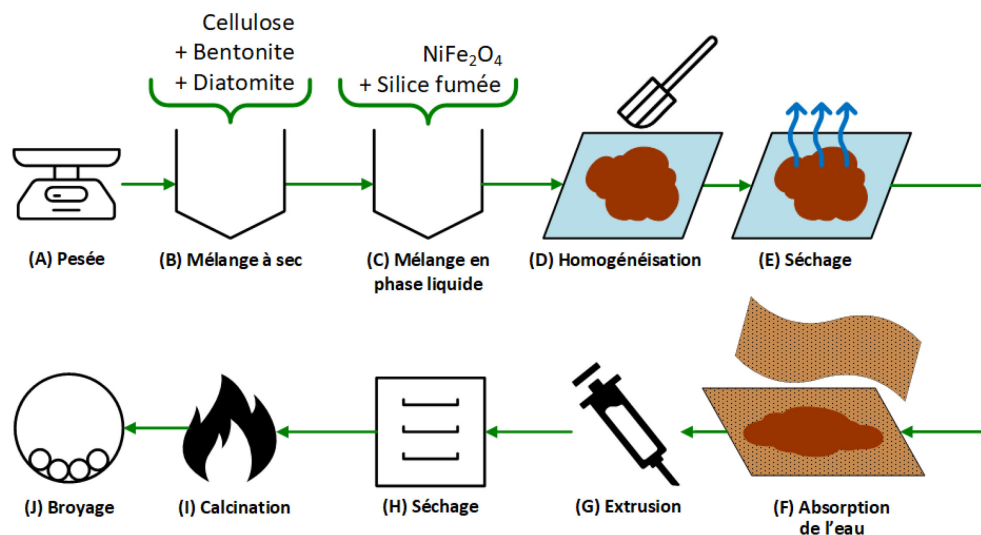 Cellulose
+ Bentonite
+ Diatomite
NiFe₂O₄
+ Silice fumée
(A) Pesée
(B) Mélange à sec
(C) Mélange en
phase liquide
(D) Homogénéisation
(E) Séchage
(J) Broyage
(I) Calcination
(H) Séchage
(G) Extrusion
(F) Absorption
de l'eau